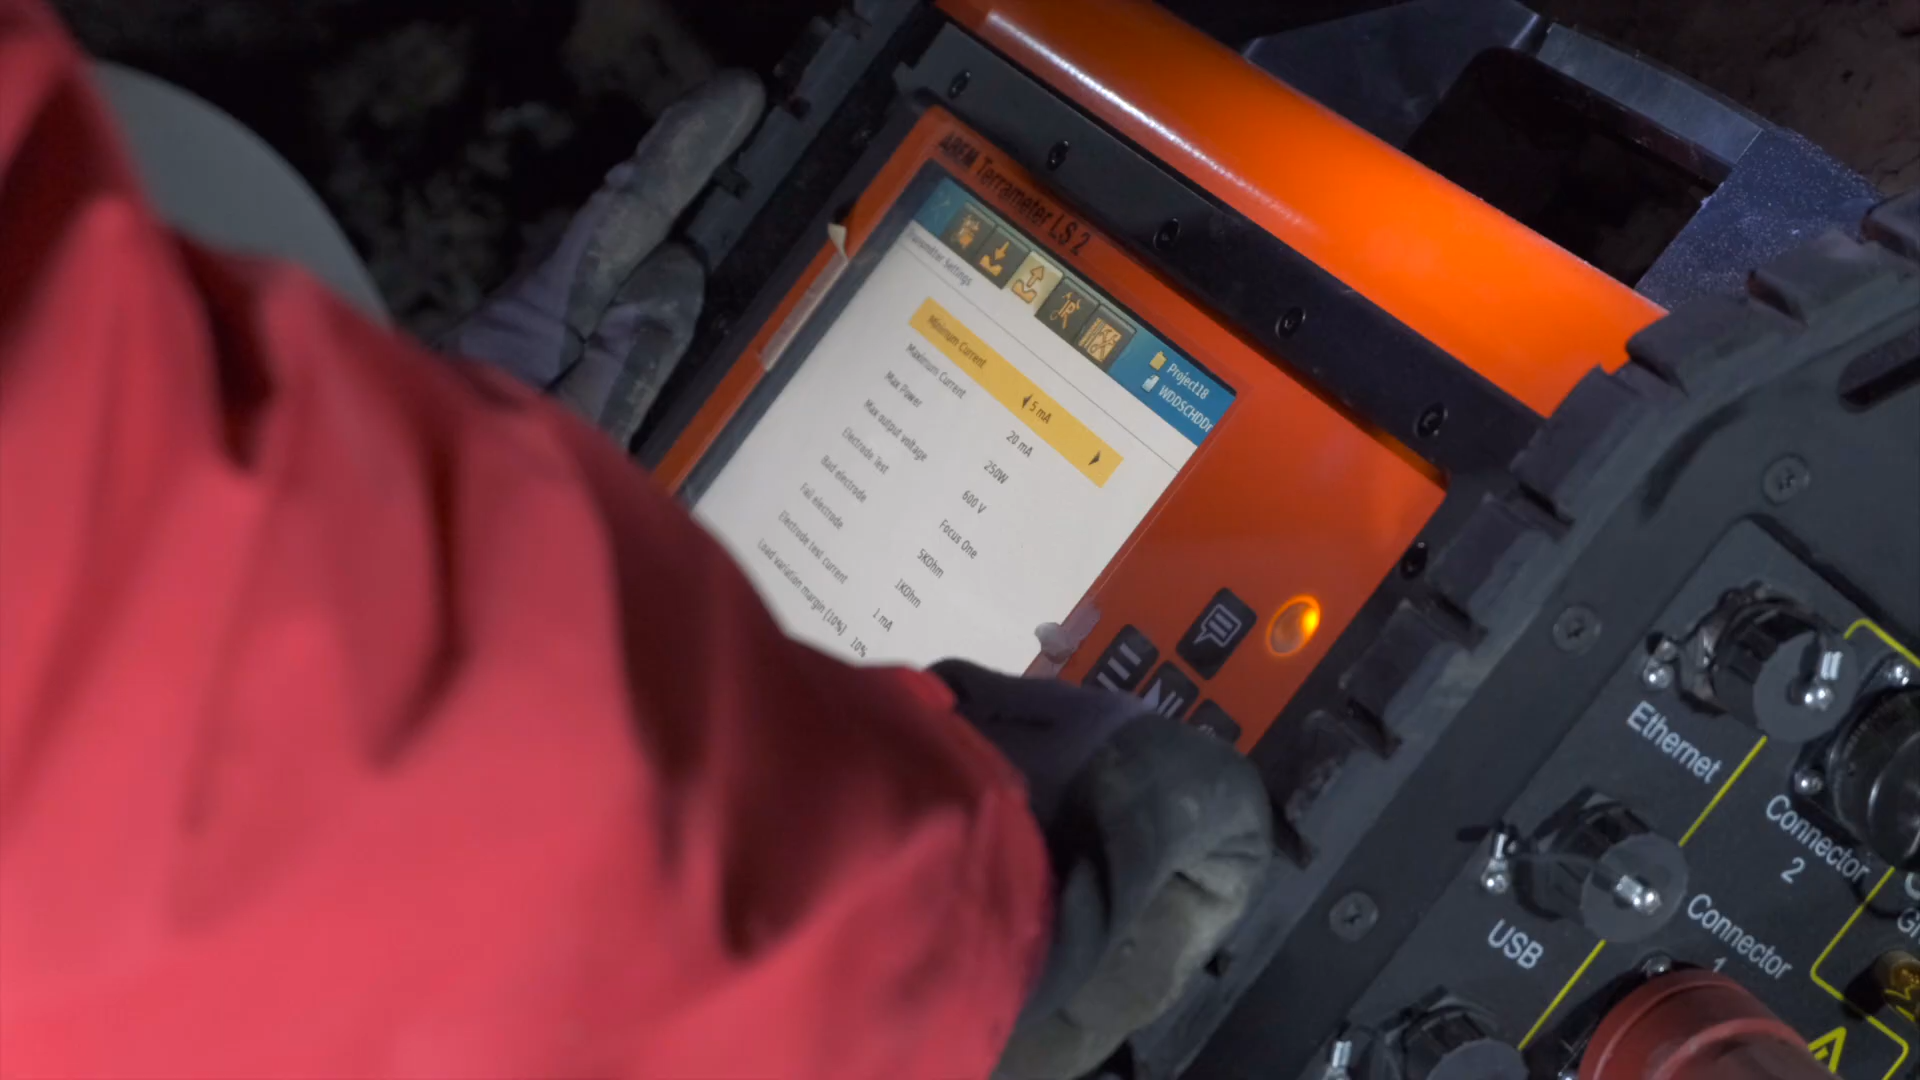 ABEM Terrameter LS 2
Project18
Transmitter Settings
Minimum Current 5 mA
Maximum Current 20 mA
Max Power 250W
Max output voltage 600 V
Electrode Test Focus One
Bad electrode 5KOhm
Fail electrode 1KOhm
Electrode test current 1 mA
Load variation margin (10%) 10%
Ethernet
Connector
2
USB
Connector
1